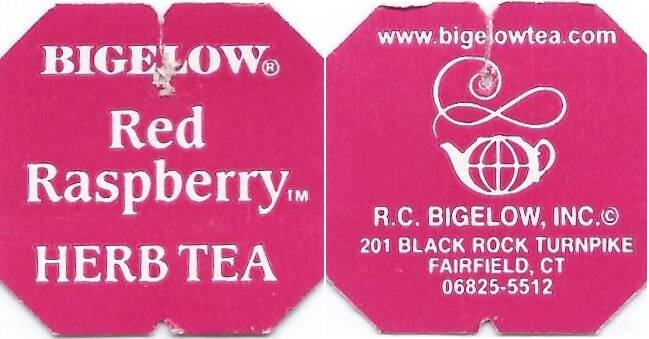 BIGELOW®
Red
Raspberry™
HERB TEA
www.bigelowtea.com
R.C. BIGELOW, INC.©
201 BLACK ROCK TURNPIKE
FAIRFIELD, CT
06825-5512